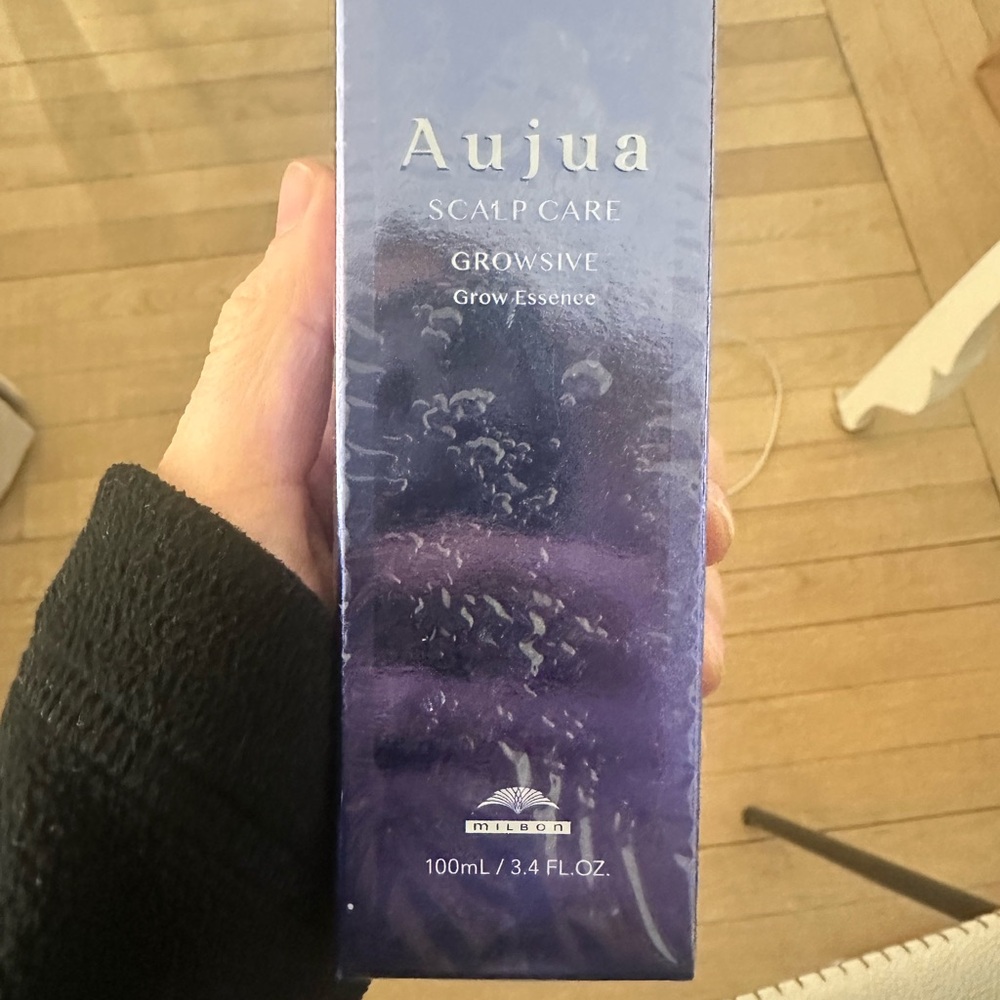 Aujua
SCALP CARE
GROWSIVE
Grow Essence
MILBON
100mL / 3.4 FL.OZ.